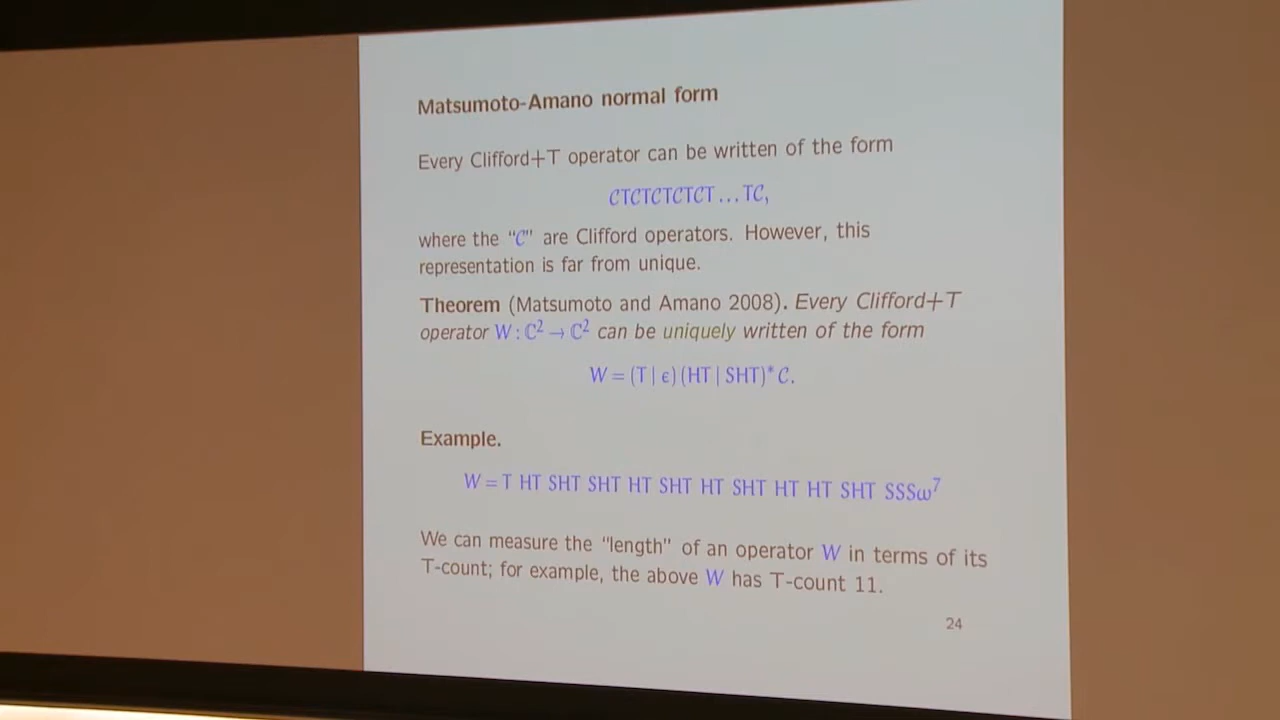 Matsumoto-Amano normal form
Every Clifford+T operator can be written of the form
𝒞T𝒞T𝒞T𝒞T𝒞T…T𝒞,
where the "𝒞" are Clifford operators. However, this
representation is far from unique.
Theorem (Matsumoto and Amano 2008). Every Clifford+T
operator W : ℂ² → ℂ² can be uniquely written of the form
W = (T | ϵ) (HT | SHT)* 𝒞.
Example.
W = T HT SHT SHT HT SHT HT SHT HT HT SHT SSSω⁷
We can measure the "length" of an operator W in terms of its
T-count; for example, the above W has T-count 11.
24